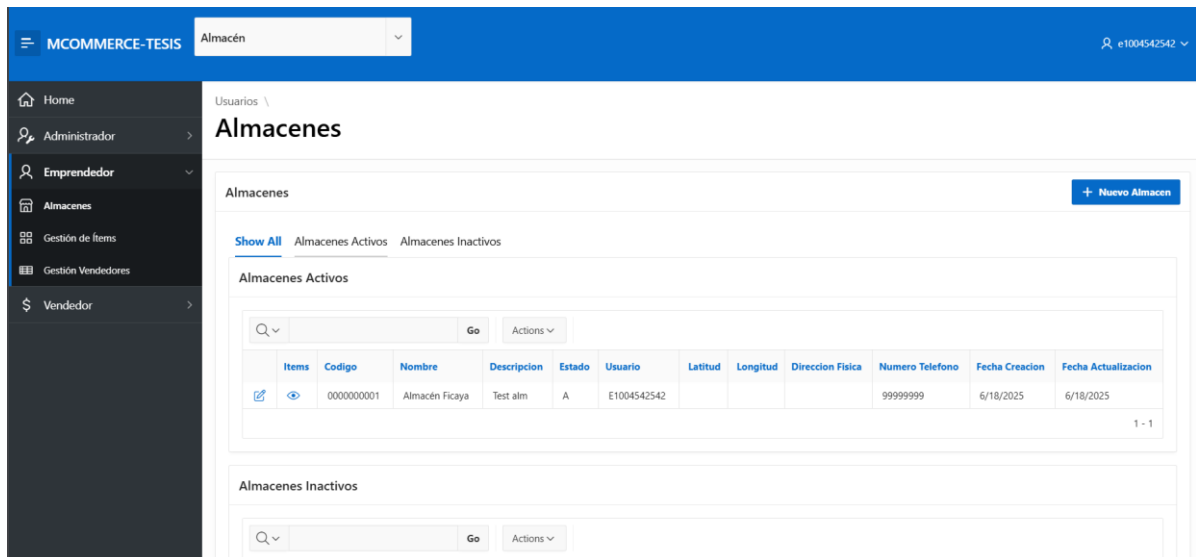 MCOMMERCE-TESIS
Almacén
e1004542542
Home
Administrador
Emprendedor
Almacenes
Gestión de Ítems
Gestión Vendedores
Vendedor
Usuarios \
Almacenes
Almacenes
+ Nuevo Almacen
Show All Almacenes Activos Almacenes Inactivos
Almacenes Activos
Go Actions
Items Codigo Nombre Descripcion Estado Usuario Latitud Longitud Direccion Fisica Numero Telefono Fecha Creacion Fecha Actualizacion
0000000001 Almacén Ficaya Test alm A E1004542542 99999999 6/18/2025 6/18/2025
1 - 1
Almacenes Inactivos
Go Actions